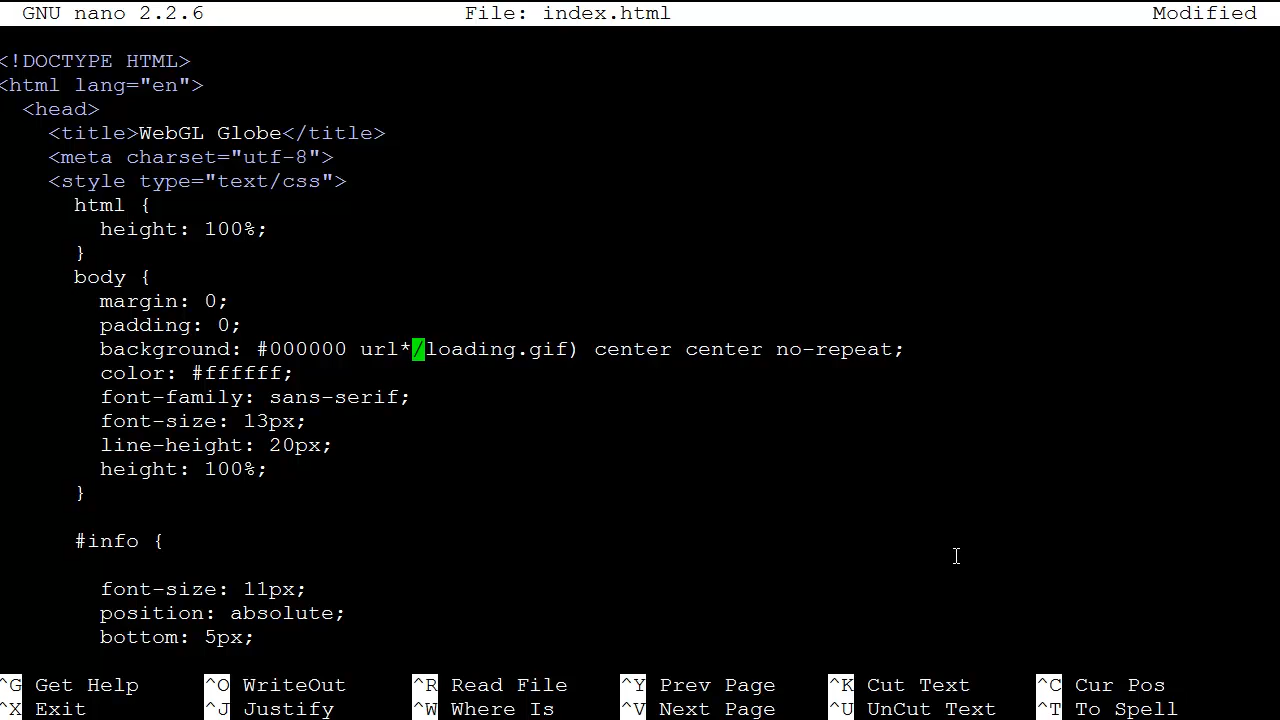 GNU nano 2.2.6 File: index.html Modified
<!DOCTYPE HTML>
<html lang="en">
<head>
<title>WebGL Globe</title>
<meta charset="utf-8">
<style type="text/css">
html {
height: 100%;
}
body {
margin: 0;
padding: 0;
background: #000000 url*/loading.gif) center center no-repeat;
color: #ffffff;
font-family: sans-serif;
font-size: 13px;
line-height: 20px;
height: 100%;
}
#info {
font-size: 11px;
position: absolute;
bottom: 5px;
^G Get Help ^O WriteOut ^R Read File ^Y Prev Page ^K Cut Text ^C Cur Pos
^X Exit ^J Justify ^W Where Is ^V Next Page ^U UnCut Text ^T To Spell